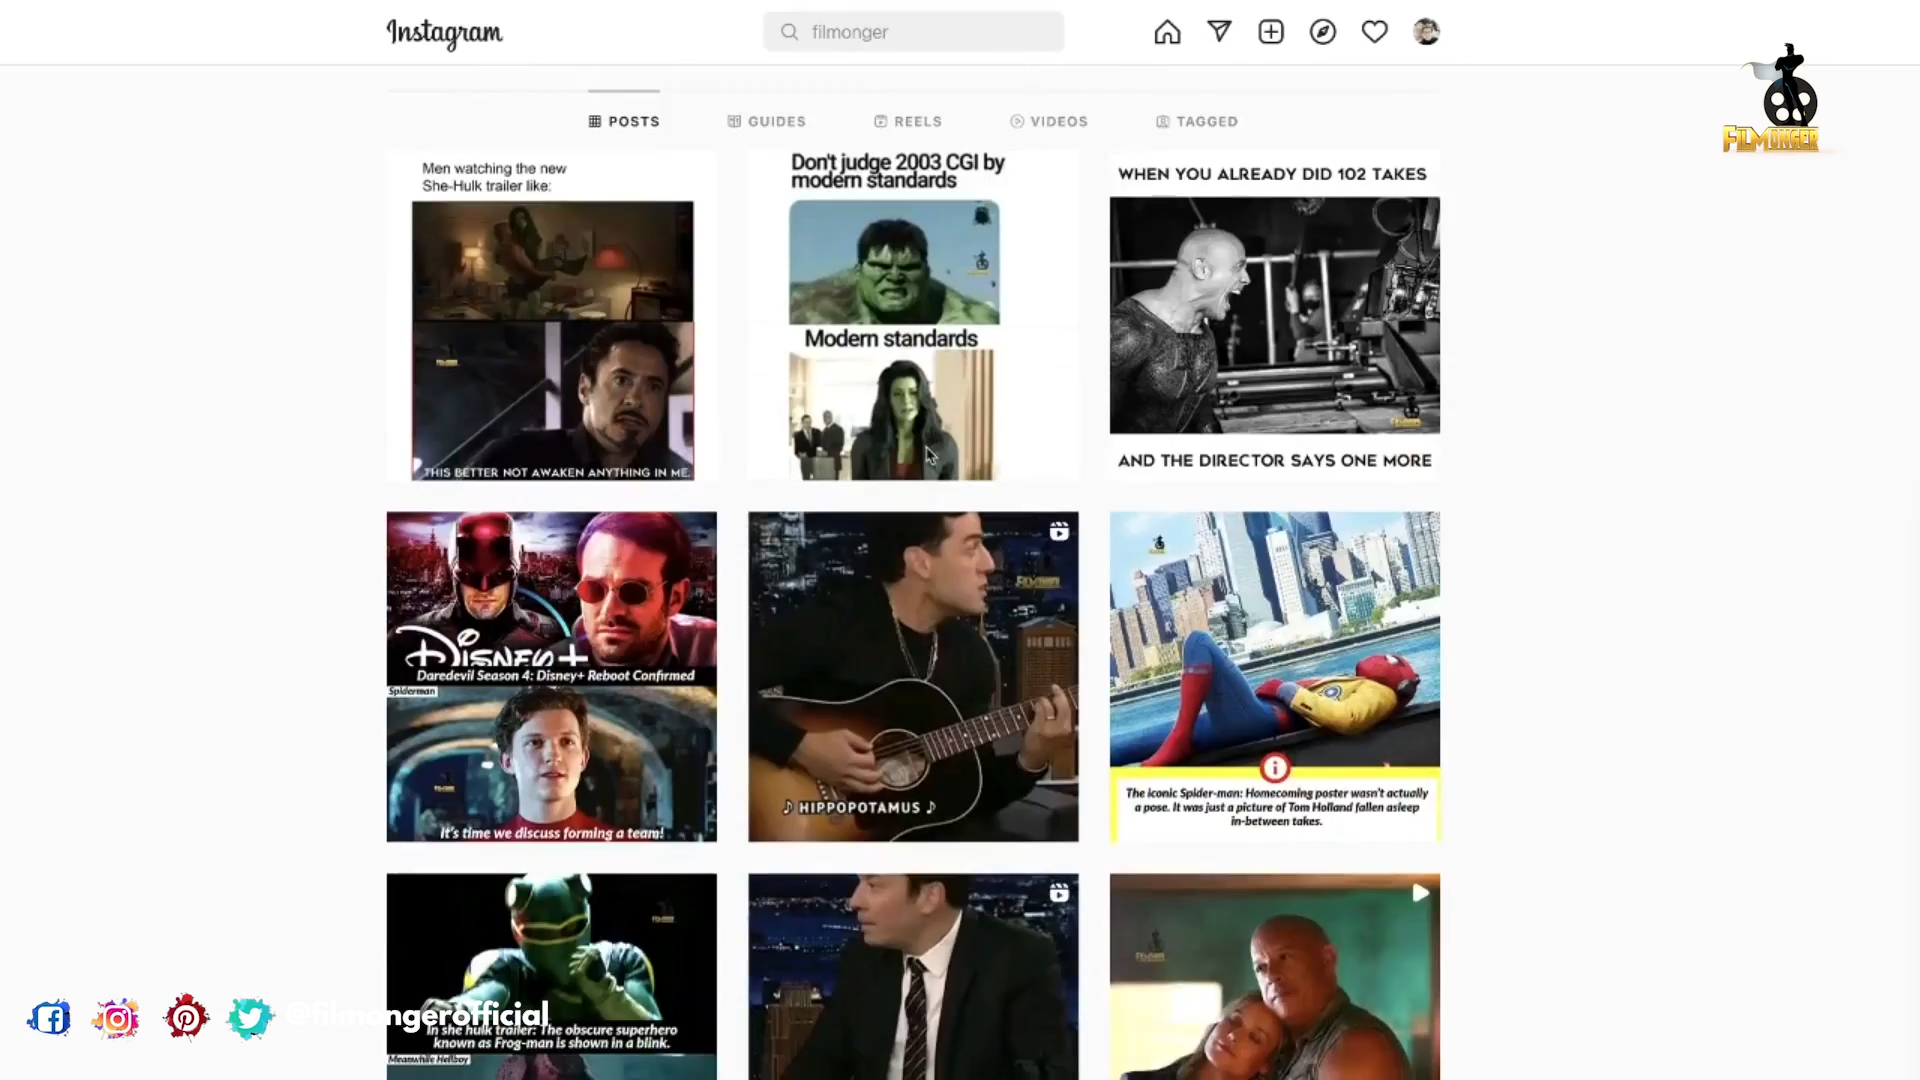 Instagram
filmonger
FILMONGER
POSTS
GUIDES
REELS
VIDEOS
TAGGED
Men watching the new
She-Hulk trailer like:
THIS BETTER NOT AWAKEN ANYTHING IN ME.
Don't judge 2003 CGI by
modern standards
Modern standards
WHEN YOU ALREADY DID 102 TAKES
AND THE DIRECTOR SAYS ONE MORE
Disney+
Daredevil Season 4: Disney+ Reboot Confirmed
Spiderman
It's time we discuss forming a team!
FILMONGER
♪ HIPPOPOTAMUS ♪
The iconic Spider-man: Homecoming poster wasn't actually
a pose. It was just a picture of Tom Holland fallen asleep
in-between takes.
In she hulk trailer: The obscure superhero
known as Frog-man is shown in a blink.
Meanwhile Hellboy
@filmongerofficial